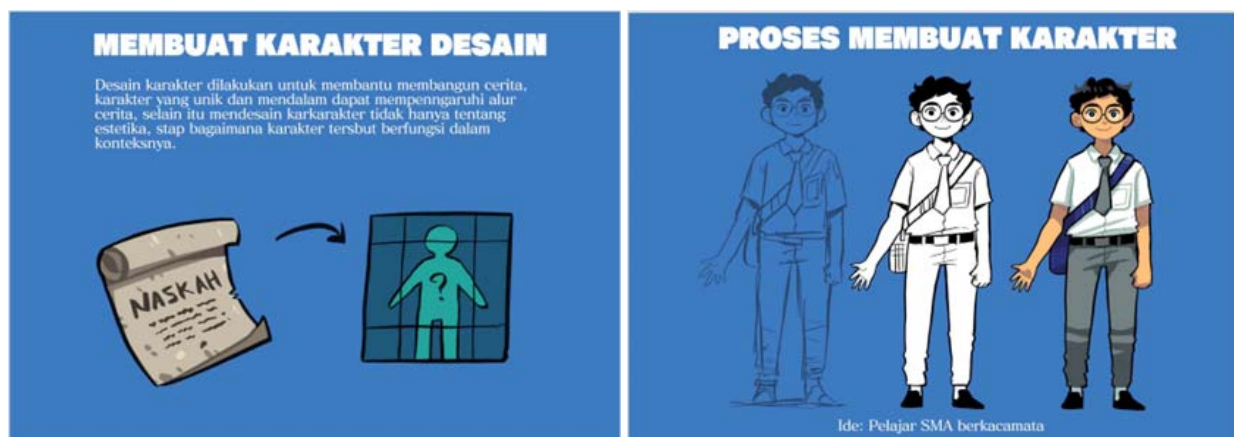 MEMBUAT KARAKTER DESAIN
Desain karakter dilakukan untuk membantu membangun cerita,
karakter yang unik dan mendalam dapat mempenngaruhi alur
cerita, selain itu mendesain karkarakter tidak hanya tentang
estetika, stap bagaimana karakter tersbut berfungsi dalam
konteksnya.
NASKAH
?
PROSES MEMBUAT KARAKTER
Ide: Pelajar SMA berkacamata